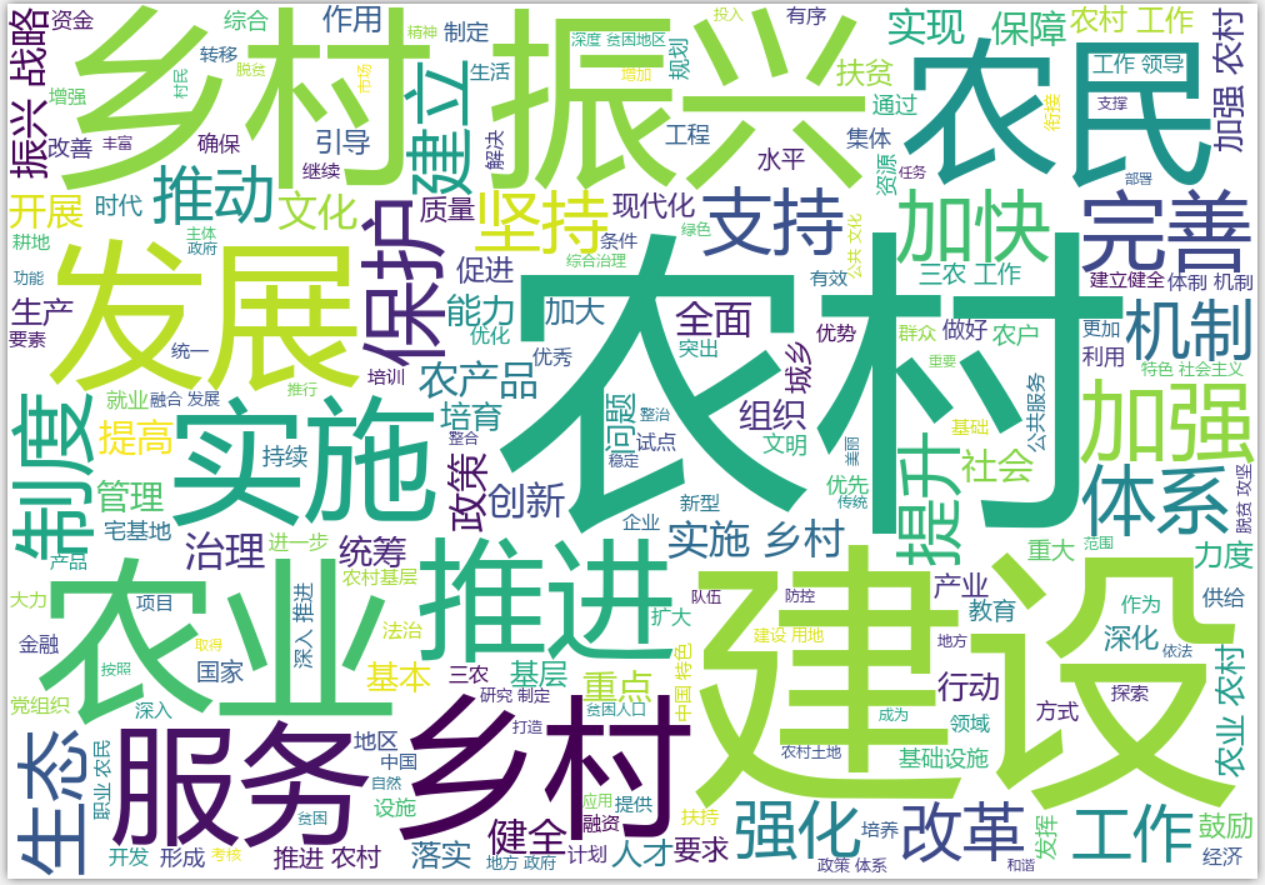 振兴 战略
资金
综合
作用
精神
制定
投入
有序
实现
保障
农村 工作
加强 农村
乡村振兴
农民
转移
脱贫
市场
村民
增强
改善
丰富
确保
引导
继续
建立
生活
解决
深度 贫困地区
增加
规划
工程
扶贫
通过
集体
资源
水平
工作 领导
支撑
衔接
任务
部署
开展
时代
推动
文化
保护
质量
坚持
现代化
支持
加快
完善
耕地
主体
政府
功能
生产
要素
发展
统一
推行
培训
促进
能力
优化
综合治理
条件
绿色
加大
优秀
农村
全面
突出
城乡
优势
有效
公共 文化
三农 工作
群众
做好
农户
重要
建立健全
体制 机制
更加
利用
机制
特色 社会主义
制度
就业
融合 发展
提高
实施
持续
农产品
培育
整合
问题
整治
试点
稳定
组织
文明
美丽
基础
公共服务
社会
加强
管理
宅基地
产品
治理
进一步
统筹
政策
创新
企业
新型
实施 乡村
优先
传统
提升
体系
脱贫 攻坚
重大
范围
力度
大力
金融
农业
项目
按照
取得
国家
深入 推进
农村基层
法治
基本
推进
三农
基层
重点
扩大
队伍
防控
建设 用地
中国 特色
建设
产业
教育
地方
作为
深化
依法
供给
党组织
深入
研究 制定
打造
贫困人口
农村土地
成为
行动
领域
方式
探索
基础设施
农业 农村
生态
职业 农民
服务
地区
中国
自然
设施
贫困
乡村
应用
提供
融资
扶持
强化
培养
改革
发挥
工作
鼓励
经济
开发
形成
考核
推进 农村
落实
健全
地方 政府
计划
人才
要求
政策 体系
和谐